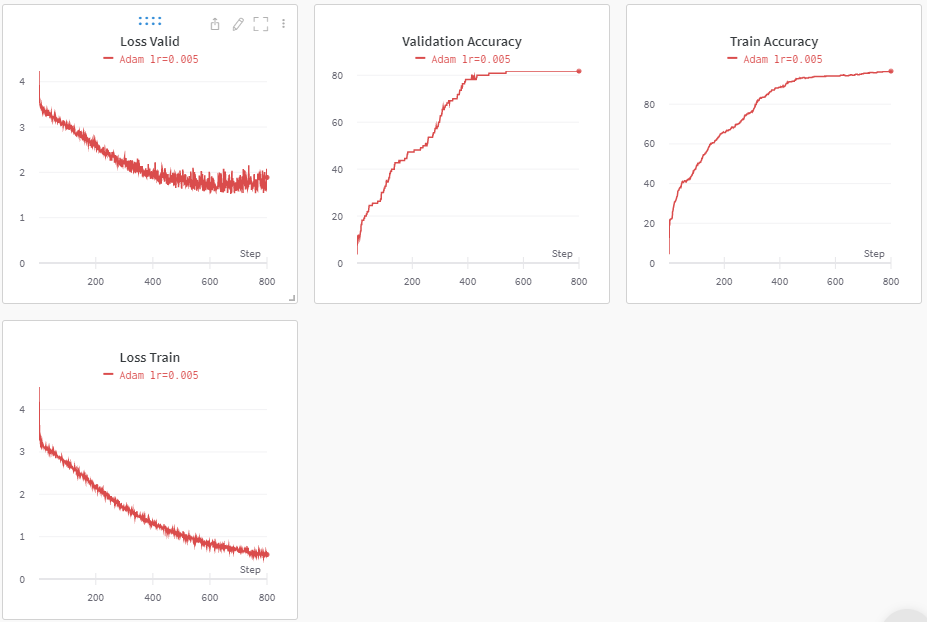 Loss Valid
Adam lr=0.005
4
3
2
1
0
Step
200 400 600 800
Validation Accuracy
Adam lr=0.005
80
60
40
20
0
Step
200 400 600 800
Train Accuracy
Adam lr=0.005
80
60
40
20
0
Step
200 400 600 800
Loss Train
Adam lr=0.005
4
3
2
1
0
Step
200 400 600 800